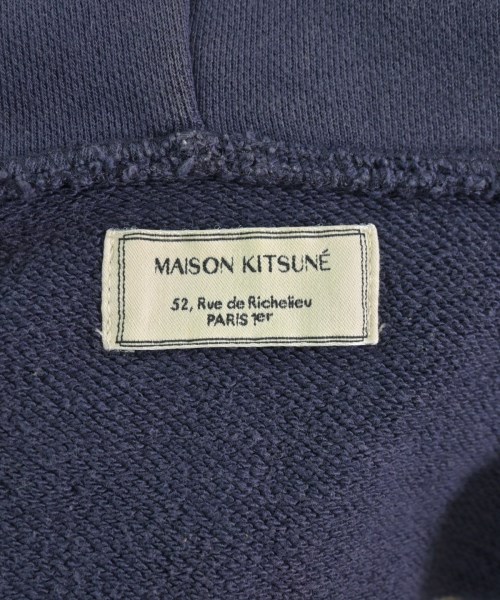 MAISON KITSUNÉ
52, Rue de Richelieu
PARIS 1er